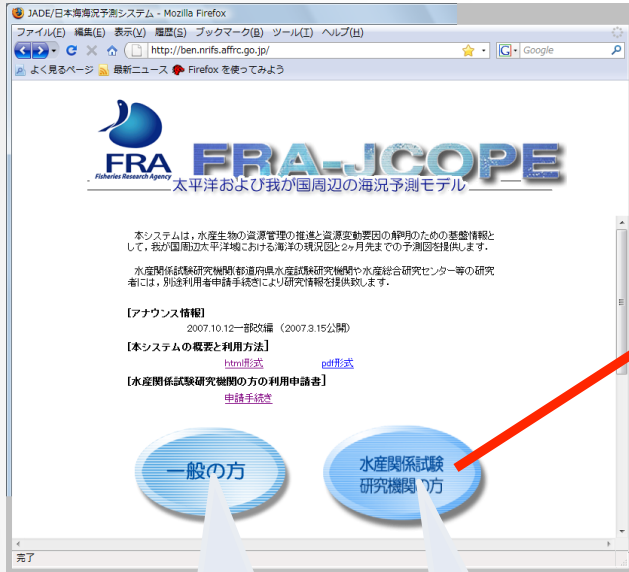 JADE/日本海海況予測システム - Mozilla Firefox
ファイル(F) 編集(E) 表示(V) 履歴(S) ブックマーク(B) ツール(T) ヘルプ(H)
http://ben.nrifs.affrc.go.jp/
G Google
よく見るページ 最新ニュース Firefox を使ってみよう
FRA
Fisheries Research Agency
FRA-JCOPE
太平洋および我が国周辺の海況予測モデル
本システムは，水産生物の資源管理の推進と資源変動要因の解明のための基盤情報と
して，我が国周辺太平洋域における海洋の現況図と2ヶ月先までの予測図を提供します．
水産関係試験研究機関(都道府県水産試験研究機関や水産総合研究センター等の研究
者には，別途利用者申請手続きにより研究情報を提供致します．
[アナウンス情報]
2007.10.12一部改編 （2007.3.15公開）
[本システムの概要と利用方法]
html形式 pdf形式
[水産関係試験研究機関の方の利用申請書]
申請手続き
一般の方
水産関係試験
研究機関の方
完了